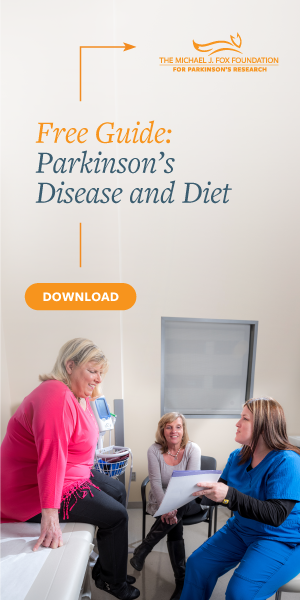 THE MICHAEL J. FOX FOUNDATION
FOR PARKINSON'S RESEARCH
Free Guide:
Parkinson's
Disease and Diet
DOWNLOAD